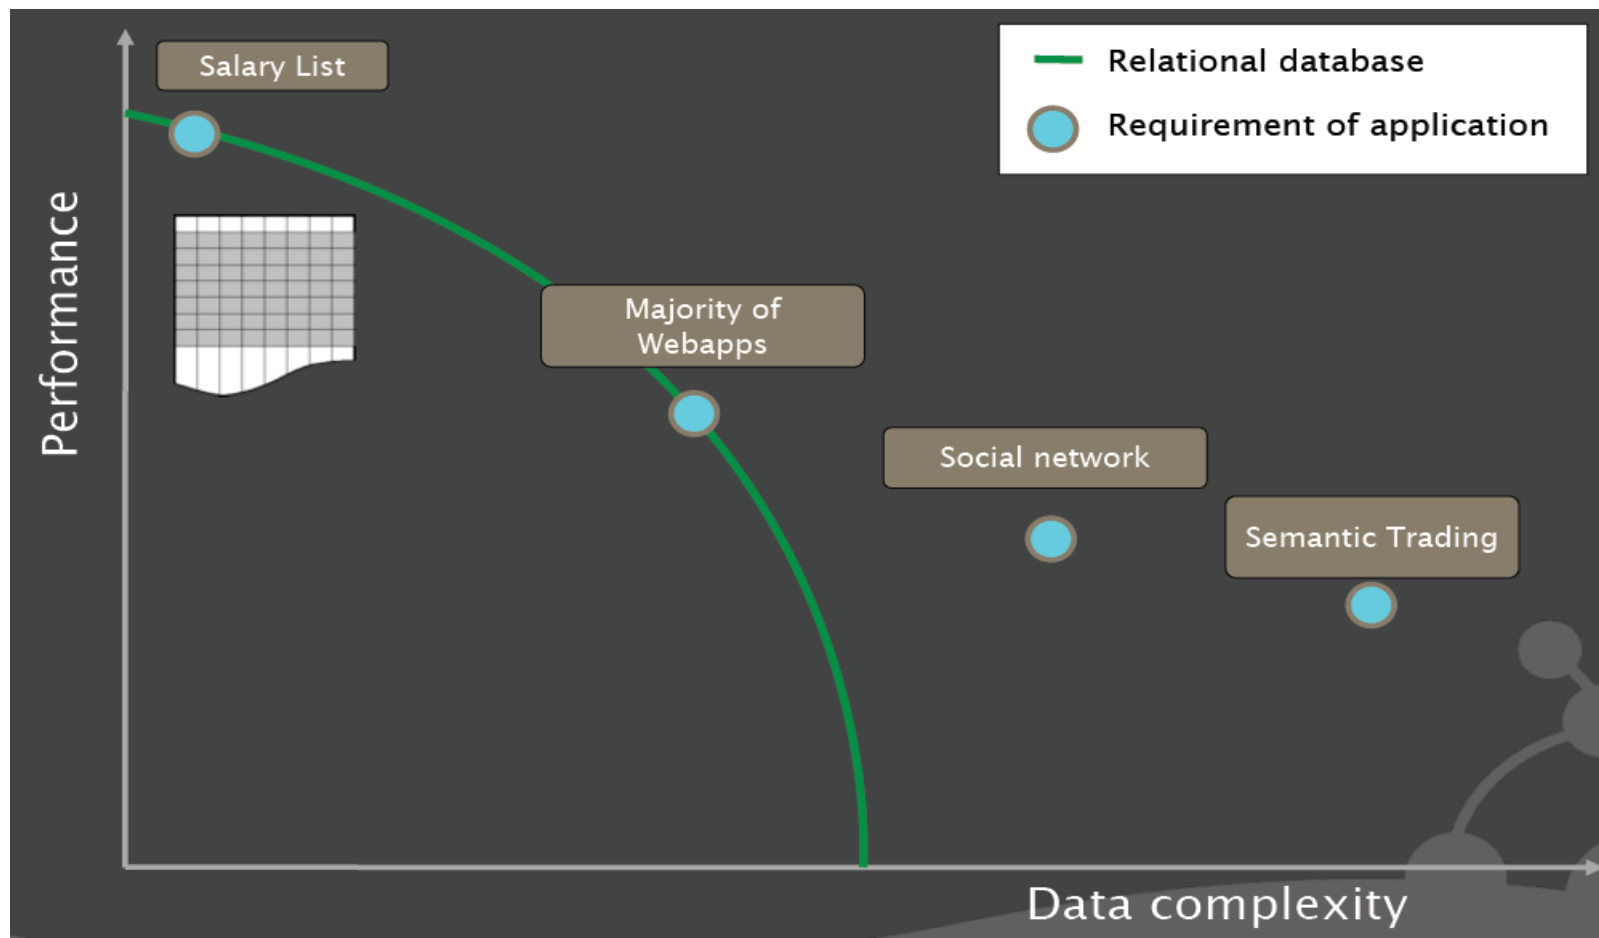 Salary List
Relational database
Requirement of application
Performance
Majority of
Webapps
Social network
Semantic Trading
Data complexity